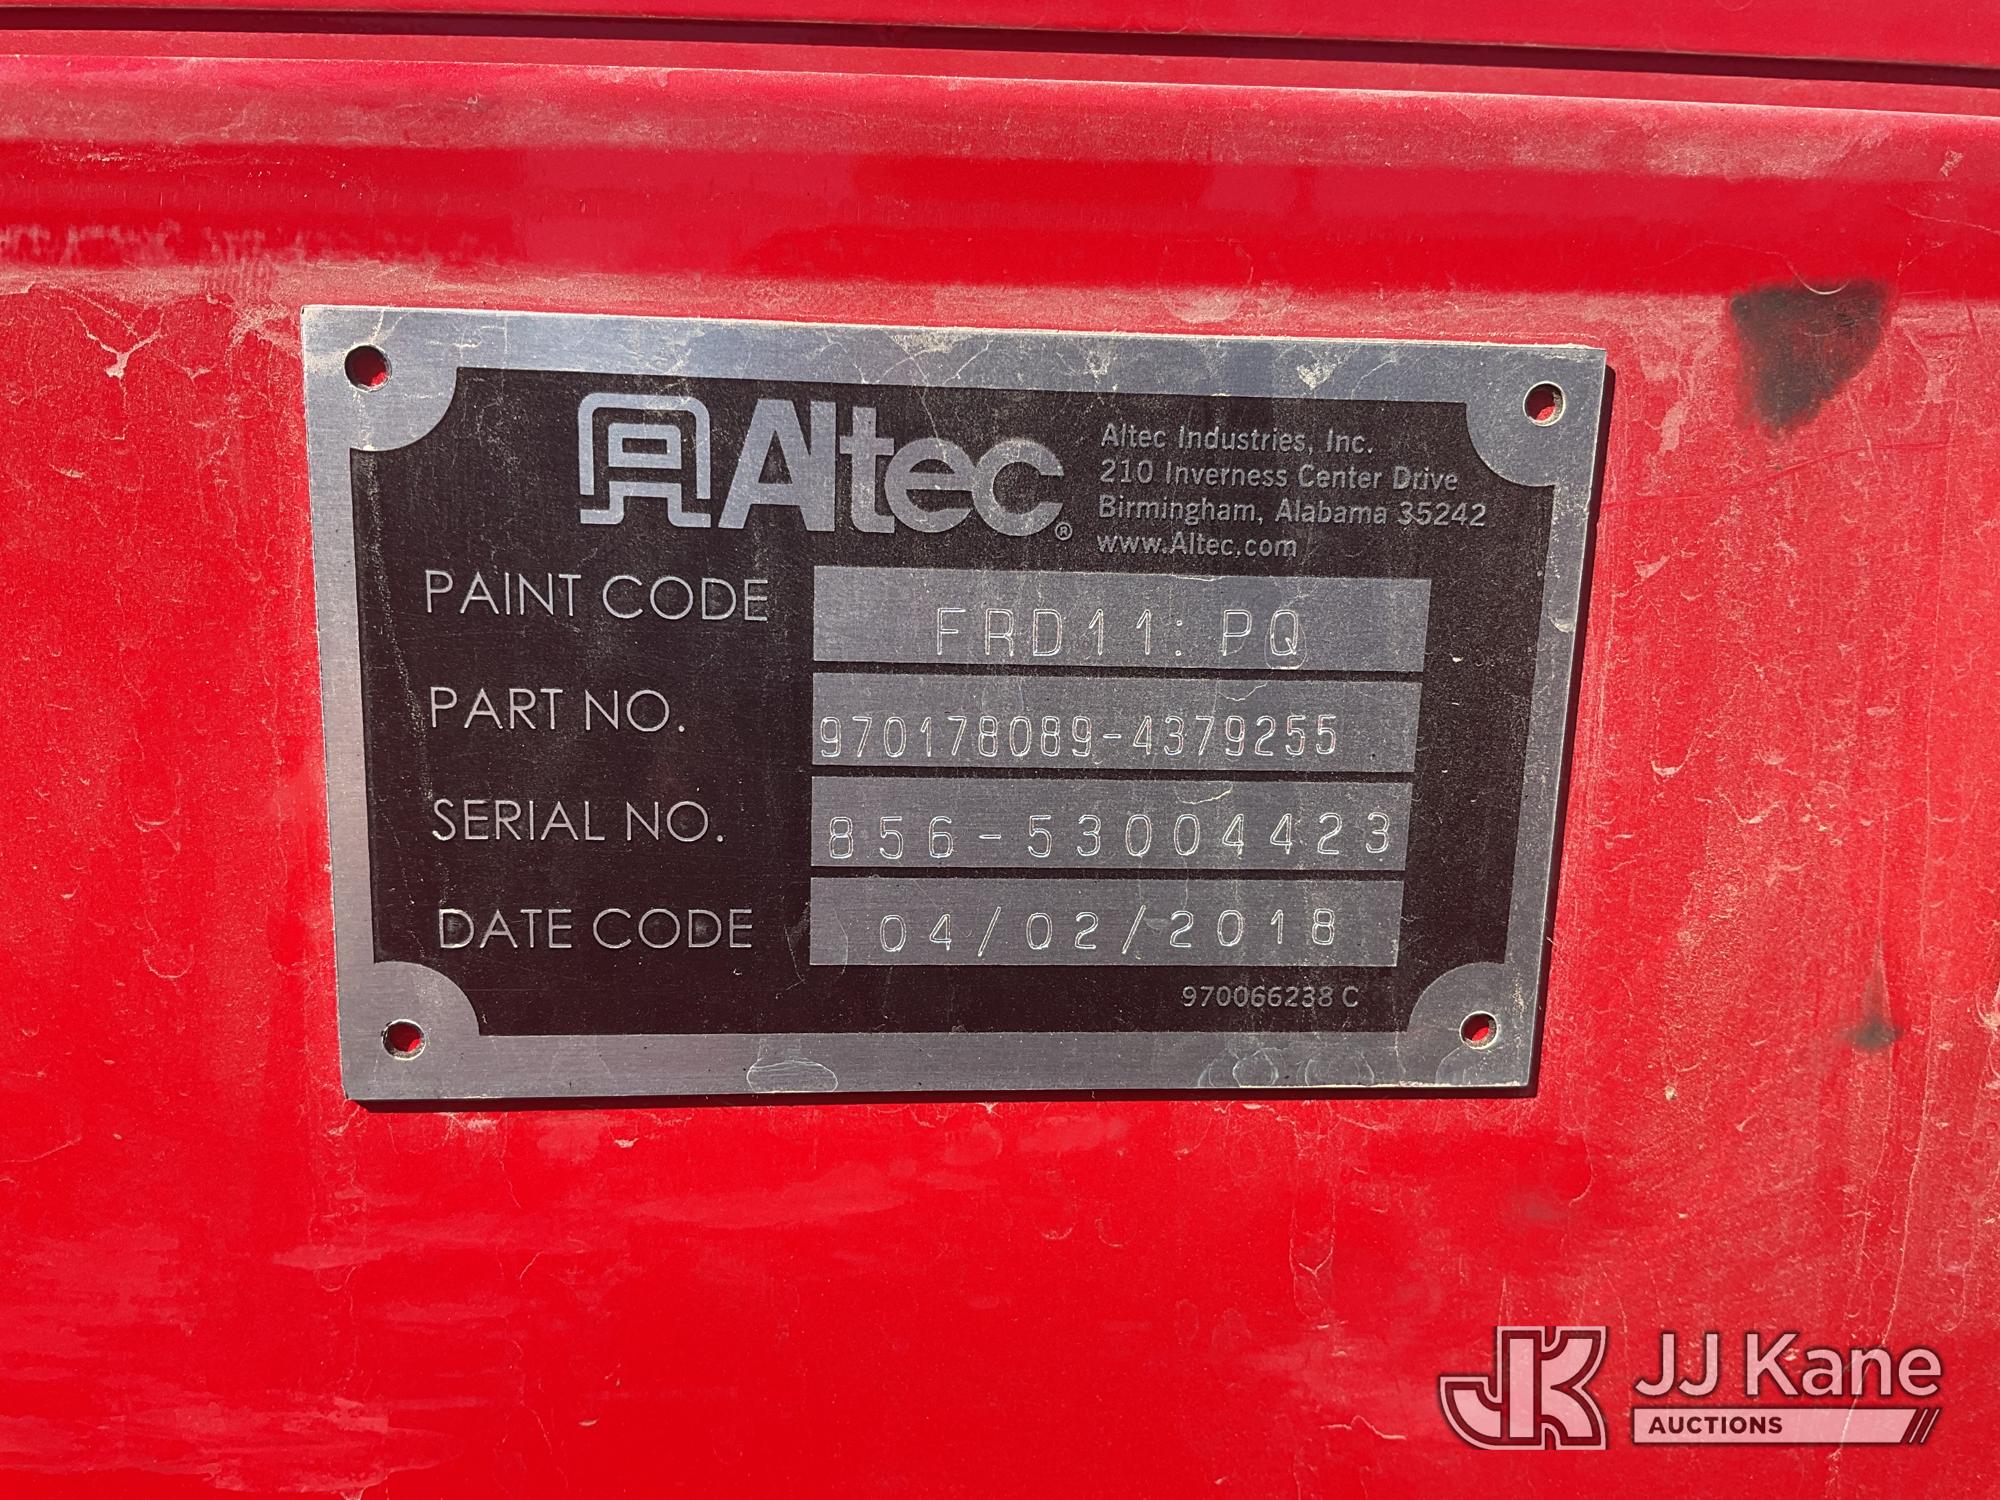 Altec®
Altec Industries, Inc.
210 Inverness Center Drive
Birmingham, Alabama 35242
www.Altec.com
PAINT CODE FRD11:PQ
PART NO. 970178089-4379255
SERIAL NO. 856-53004423
DATE CODE 04/02/2018
970066238 C
JK JJ Kane
AUCTIONS